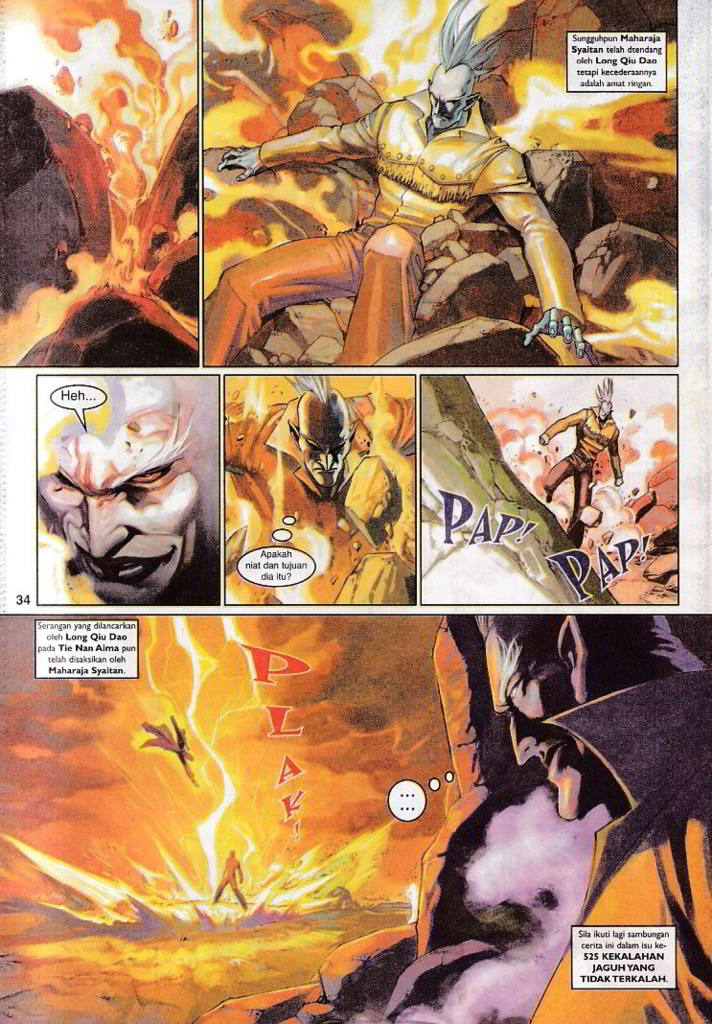 Sungguhpun Maharaja
Syaitan telah dtendang
oleh Long Qiu Dao
tetapi kecederaannya
adalah amat ringan.
Heh...
Apakah
niat dan tujuan
dia itu?
PAP!
PAP!
34
Serangan yang dilancarkan
oleh Long Qiu Dao
pada Tie Nan Aima pun
telah disaksikan oleh
Maharaja Syaitan.
PLAK!
...
...
Sila ikuti lagi sambungan
cerita ini dalam isu ke-
525 KEKALAHAN
JAGUH YANG
TIDAK TERKALAH.